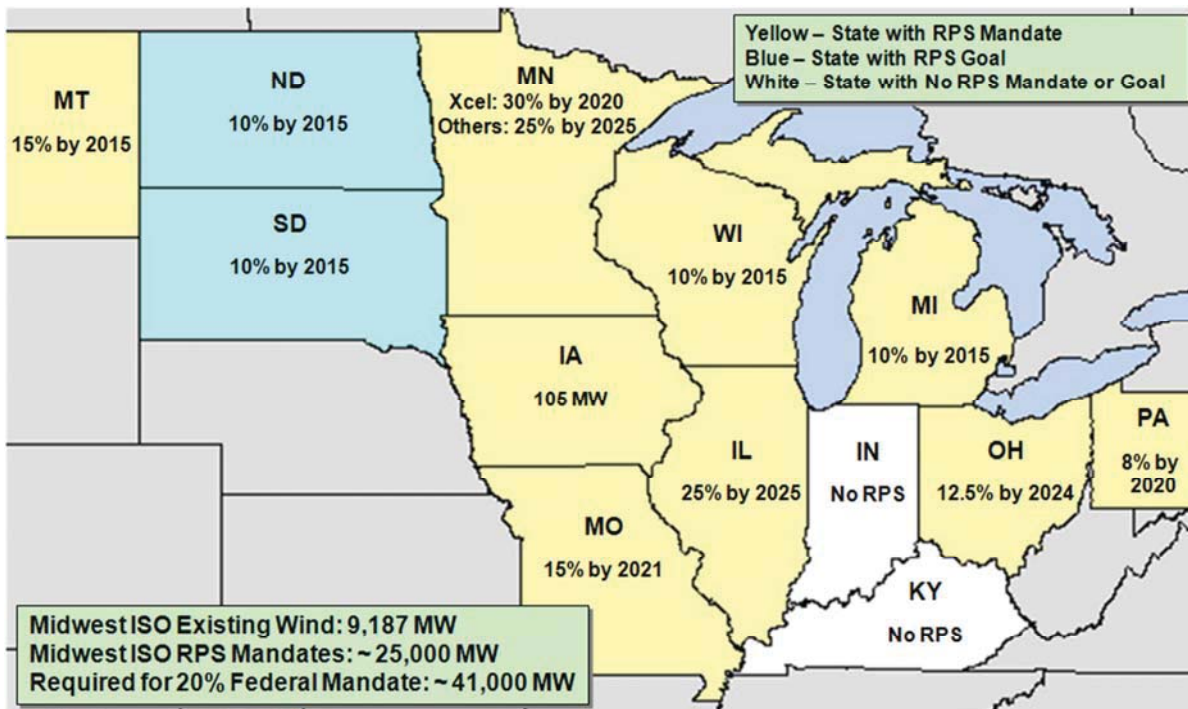 Yellow – State with RPS Mandate
Blue – State with RPS Goal
White – State with No RPS Mandate or Goal
MT
15% by 2015
ND
10% by 2015
MN
Xcel: 30% by 2020
Others: 25% by 2025
SD
10% by 2015
WI
10% by 2015
MI
10% by 2015
IA
105 MW
IL
25% by 2025
IN
No RPS
OH
12.5% by 2024
PA
8% by
2020
MO
15% by 2021
KY
No RPS
Midwest ISO Existing Wind: 9,187 MW
Midwest ISO RPS Mandates: ~ 25,000 MW
Required for 20% Federal Mandate: ~ 41,000 MW